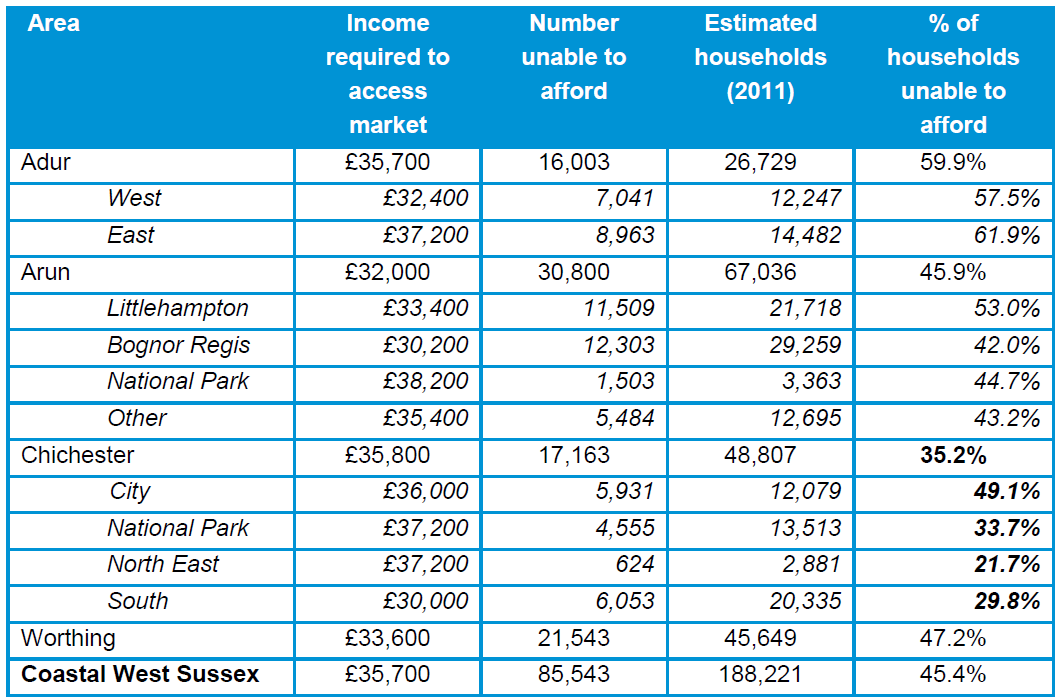 Area Income required to access market Number unable to afford Estimated households (2011) % of households unable to afford
Adur £35,700 16,003 26,729 59.9%
West £32,400 7,041 12,247 57.5%
East £37,200 8,963 14,482 61.9%
Arun £32,000 30,800 67,036 45.9%
Littlehampton £33,400 11,509 21,718 53.0%
Bognor Regis £30,200 12,303 29,259 42.0%
National Park £38,200 1,503 3,363 44.7%
Other £35,400 5,484 12,695 43.2%
Chichester £35,800 17,163 48,807 35.2%
City £36,000 5,931 12,079 49.1%
National Park £37,200 4,555 13,513 33.7%
North East £37,200 624 2,881 21.7%
South £30,000 6,053 20,335 29.8%
Worthing £33,600 21,543 45,649 47.2%
Coastal West Sussex £35,700 85,543 188,221 45.4%